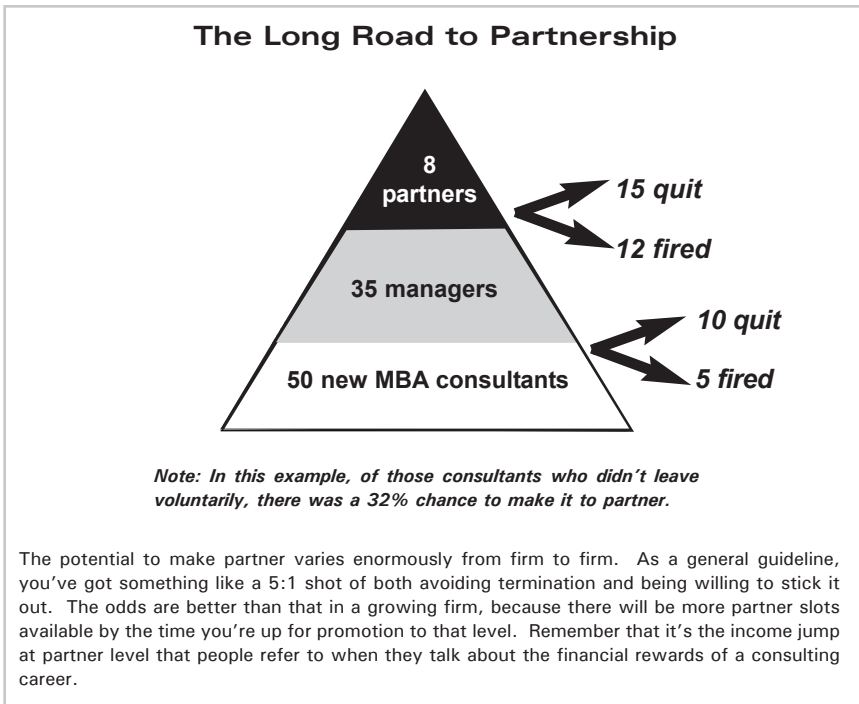 The Long Road to Partnership
8
partners
15 quit
12 fired
35 managers
10 quit
50 new MBA consultants
5 fired
Note: In this example, of those consultants who didn't leave
voluntarily, there was a 32% chance to make it to partner.
The potential to make partner varies enormously from firm to firm. As a general guideline,
you've got something like a 5:1 shot of both avoiding termination and being willing to stick it
out. The odds are better than that in a growing firm, because there will be more partner slots
available by the time you're up for promotion to that level. Remember that it's the income jump
at partner level that people refer to when they talk about the financial rewards of a consulting
career.